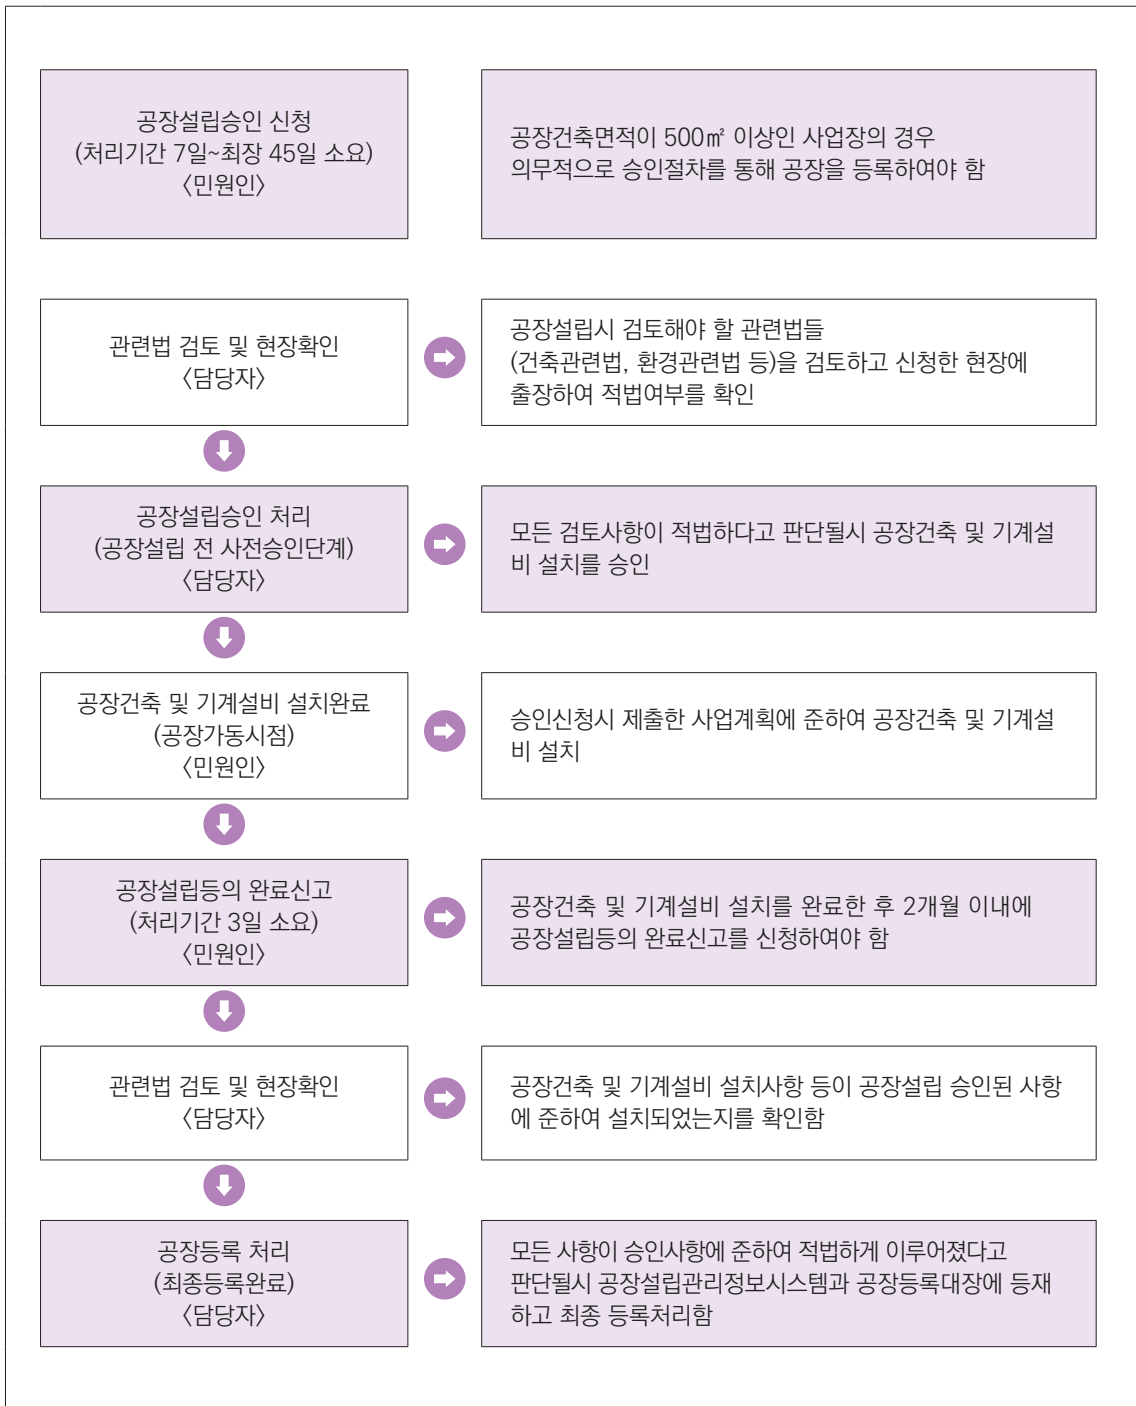 공장설립승인 신청
(처리기간 7일~최장 45일 소요)
〈민원인〉
공장건축면적이 500㎡ 이상인 사업장의 경우
의무적으로 승인절차를 통해 공장을 등록하여야 함
관련법 검토 및 현장확인
〈담당자〉
공장설립시 검토해야 할 관련법들
(건축관련법, 환경관련법 등)을 검토하고 신청한 현장에
출장하여 적법여부를 확인
공장설립승인 처리
(공장설립 전 사전승인단계)
〈담당자〉
모든 검토사항이 적법하다고 판단될시 공장건축 및 기계설
비 설치를 승인
공장건축 및 기계설비 설치완료
(공장가동시점)
〈민원인〉
승인신청시 제출한 사업계획에 준하여 공장건축 및 기계설
비 설치
공장설립등의 완료신고
(처리기간 3일 소요)
〈민원인〉
공장건축 및 기계설비 설치를 완료한 후 2개월 이내에
공장설립등의 완료신고를 신청하여야 함
관련법 검토 및 현장확인
〈담당자〉
공장건축 및 기계설비 설치사항 등이 공장설립 승인된 사항
에 준하여 설치되었는지를 확인함
공장등록 처리
(최종등록완료)
〈담당자〉
모든 사항이 승인사항에 준하여 적법하게 이루어졌다고
판단될시 공장설립관리정보시스템과 공장등록대장에 등재
하고 최종 등록처리함